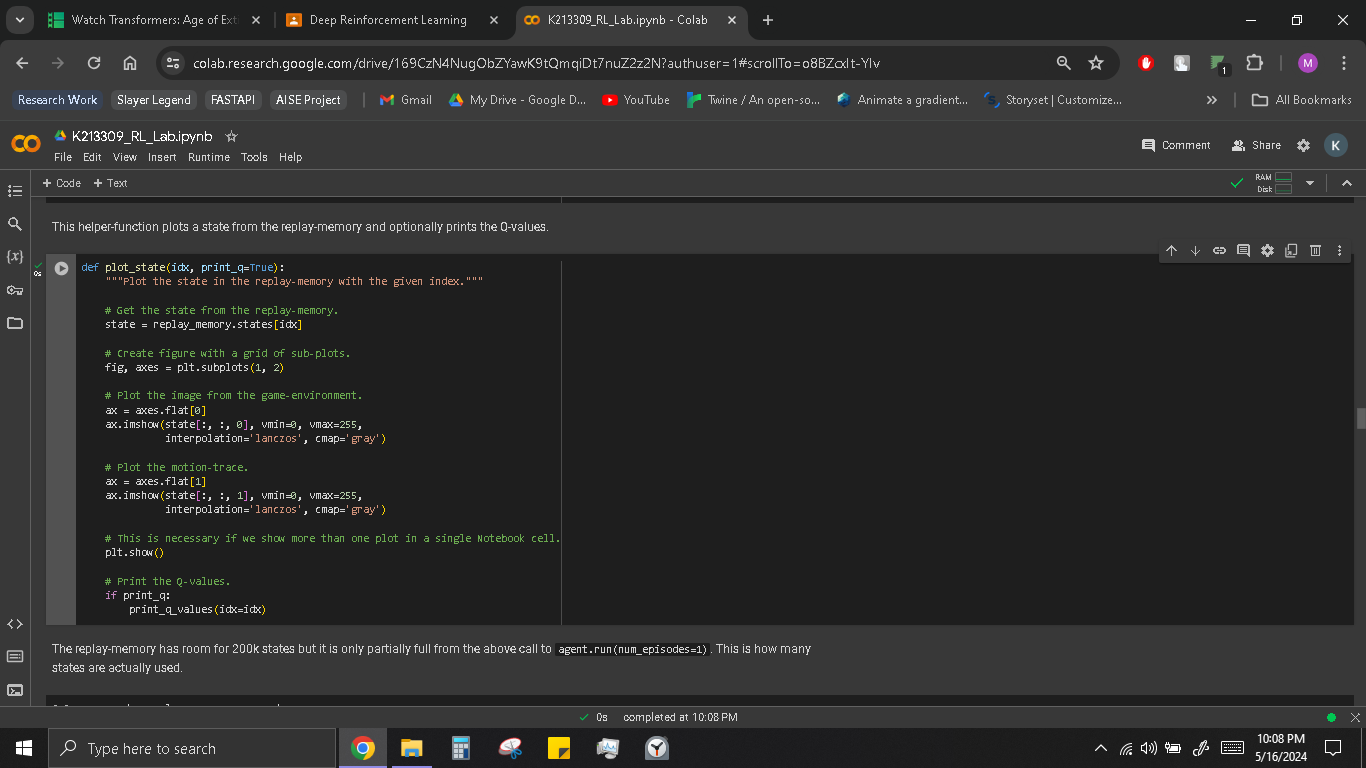 Watch Transformers: Age of Ext
Deep Reinforcement Learning
K213309_RL_Lab.ipynb - Colab
colab.research.google.com/drive/169CzN4NugObZYawK9tQmqiDt7nuZ2z2N?authuser=1#scrollTo=o8BZcxlt-YIv
1
M
Research Work
Slayer Legend
FASTAPI
AISE Project
Gmail
My Drive - Google D...
YouTube
Twine / An open-so...
Animate a gradient...
Storyset | Customize...
All Bookmarks
K213309_RL_Lab.ipynb
File Edit View Insert Runtime Tools Help
Comment
Share
K
+ Code + Text
RAM
Disk
This helper-function plots a state from the replay-memory and optionally prints the Q-values.
0s
def plot_state(idx, print_q=True):
"""Plot the state in the replay-memory with the given index."""
# Get the state from the replay-memory.
state = replay_memory.states[idx]
# Create figure with a grid of sub-plots.
fig, axes = plt.subplots(1, 2)
# Plot the image from the game-environment.
ax = axes.flat[0]
ax.imshow(state[:, :, 0], vmin=0, vmax=255,
interpolation='lanczos', cmap='gray')
# Plot the motion-trace.
ax = axes.flat[1]
ax.imshow(state[:, :, 1], vmin=0, vmax=255,
interpolation='lanczos', cmap='gray')
# This is necessary if we show more than one plot in a single Notebook cell.
plt.show()
# Print the Q-values.
if print_q:
print_q_values(idx=idx)
The replay-memory has room for 200k states but it is only partially full from the above call to agent.run(num_episodes=1). This is how many
states are actually used.
0s completed at 10:08 PM
Type here to search
10:08 PM
5/16/2024